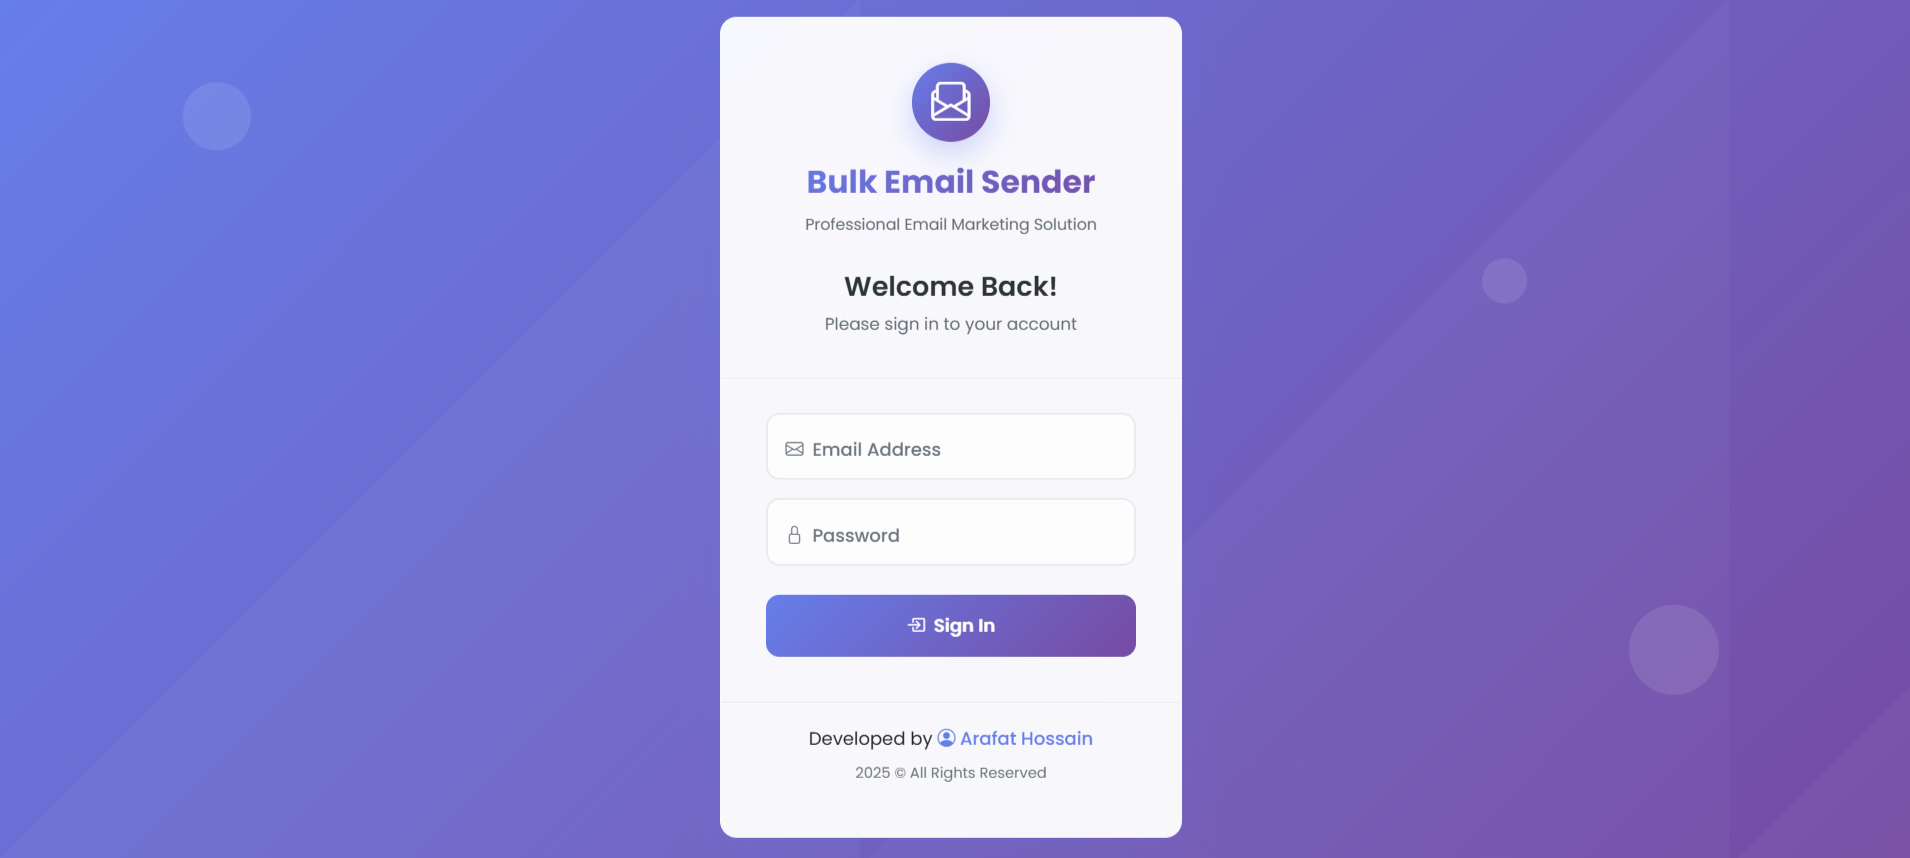 Bulk Email Sender
Professional Email Marketing Solution
Welcome Back!
Please sign in to your account
Email Address
Password
Sign In
Developed by Arafat Hossain
2025 © All Rights Reserved